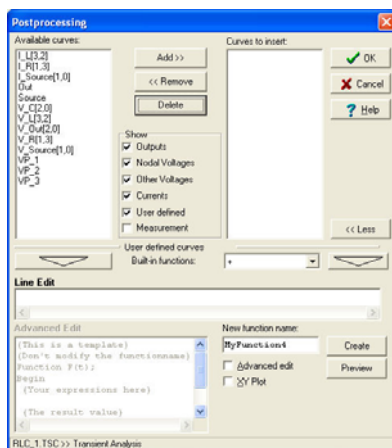 Postprocessing
Available curves:
I_L[3,2]
I_R[1,3]
I_Source[1,0]
Out
Source
V_C[2,0]
V_L[3,2]
V_Out[2,0]
V_R[1,3]
V_Source[1,0]
VP_1
VP_2
VP_3
Add >>
<< Remove
Delete
Show
Outputs
Nodal Voltages
Other Voltages
Currents
User defined
Measurement
Curves to insert:
OK
Cancel
? Help
<< Less
User defined curves
Built-in functions:
+
Line Edit
Advanced Edit
{This is a template}
{Don't modify the functionname}
Function F(t);
Begin
{Your expressions here}
{The result value}
New function name:
MyFunction4
Advanced edit
XY Plot
Create
Preview
RLC_1.TSC >> Transient Analysis